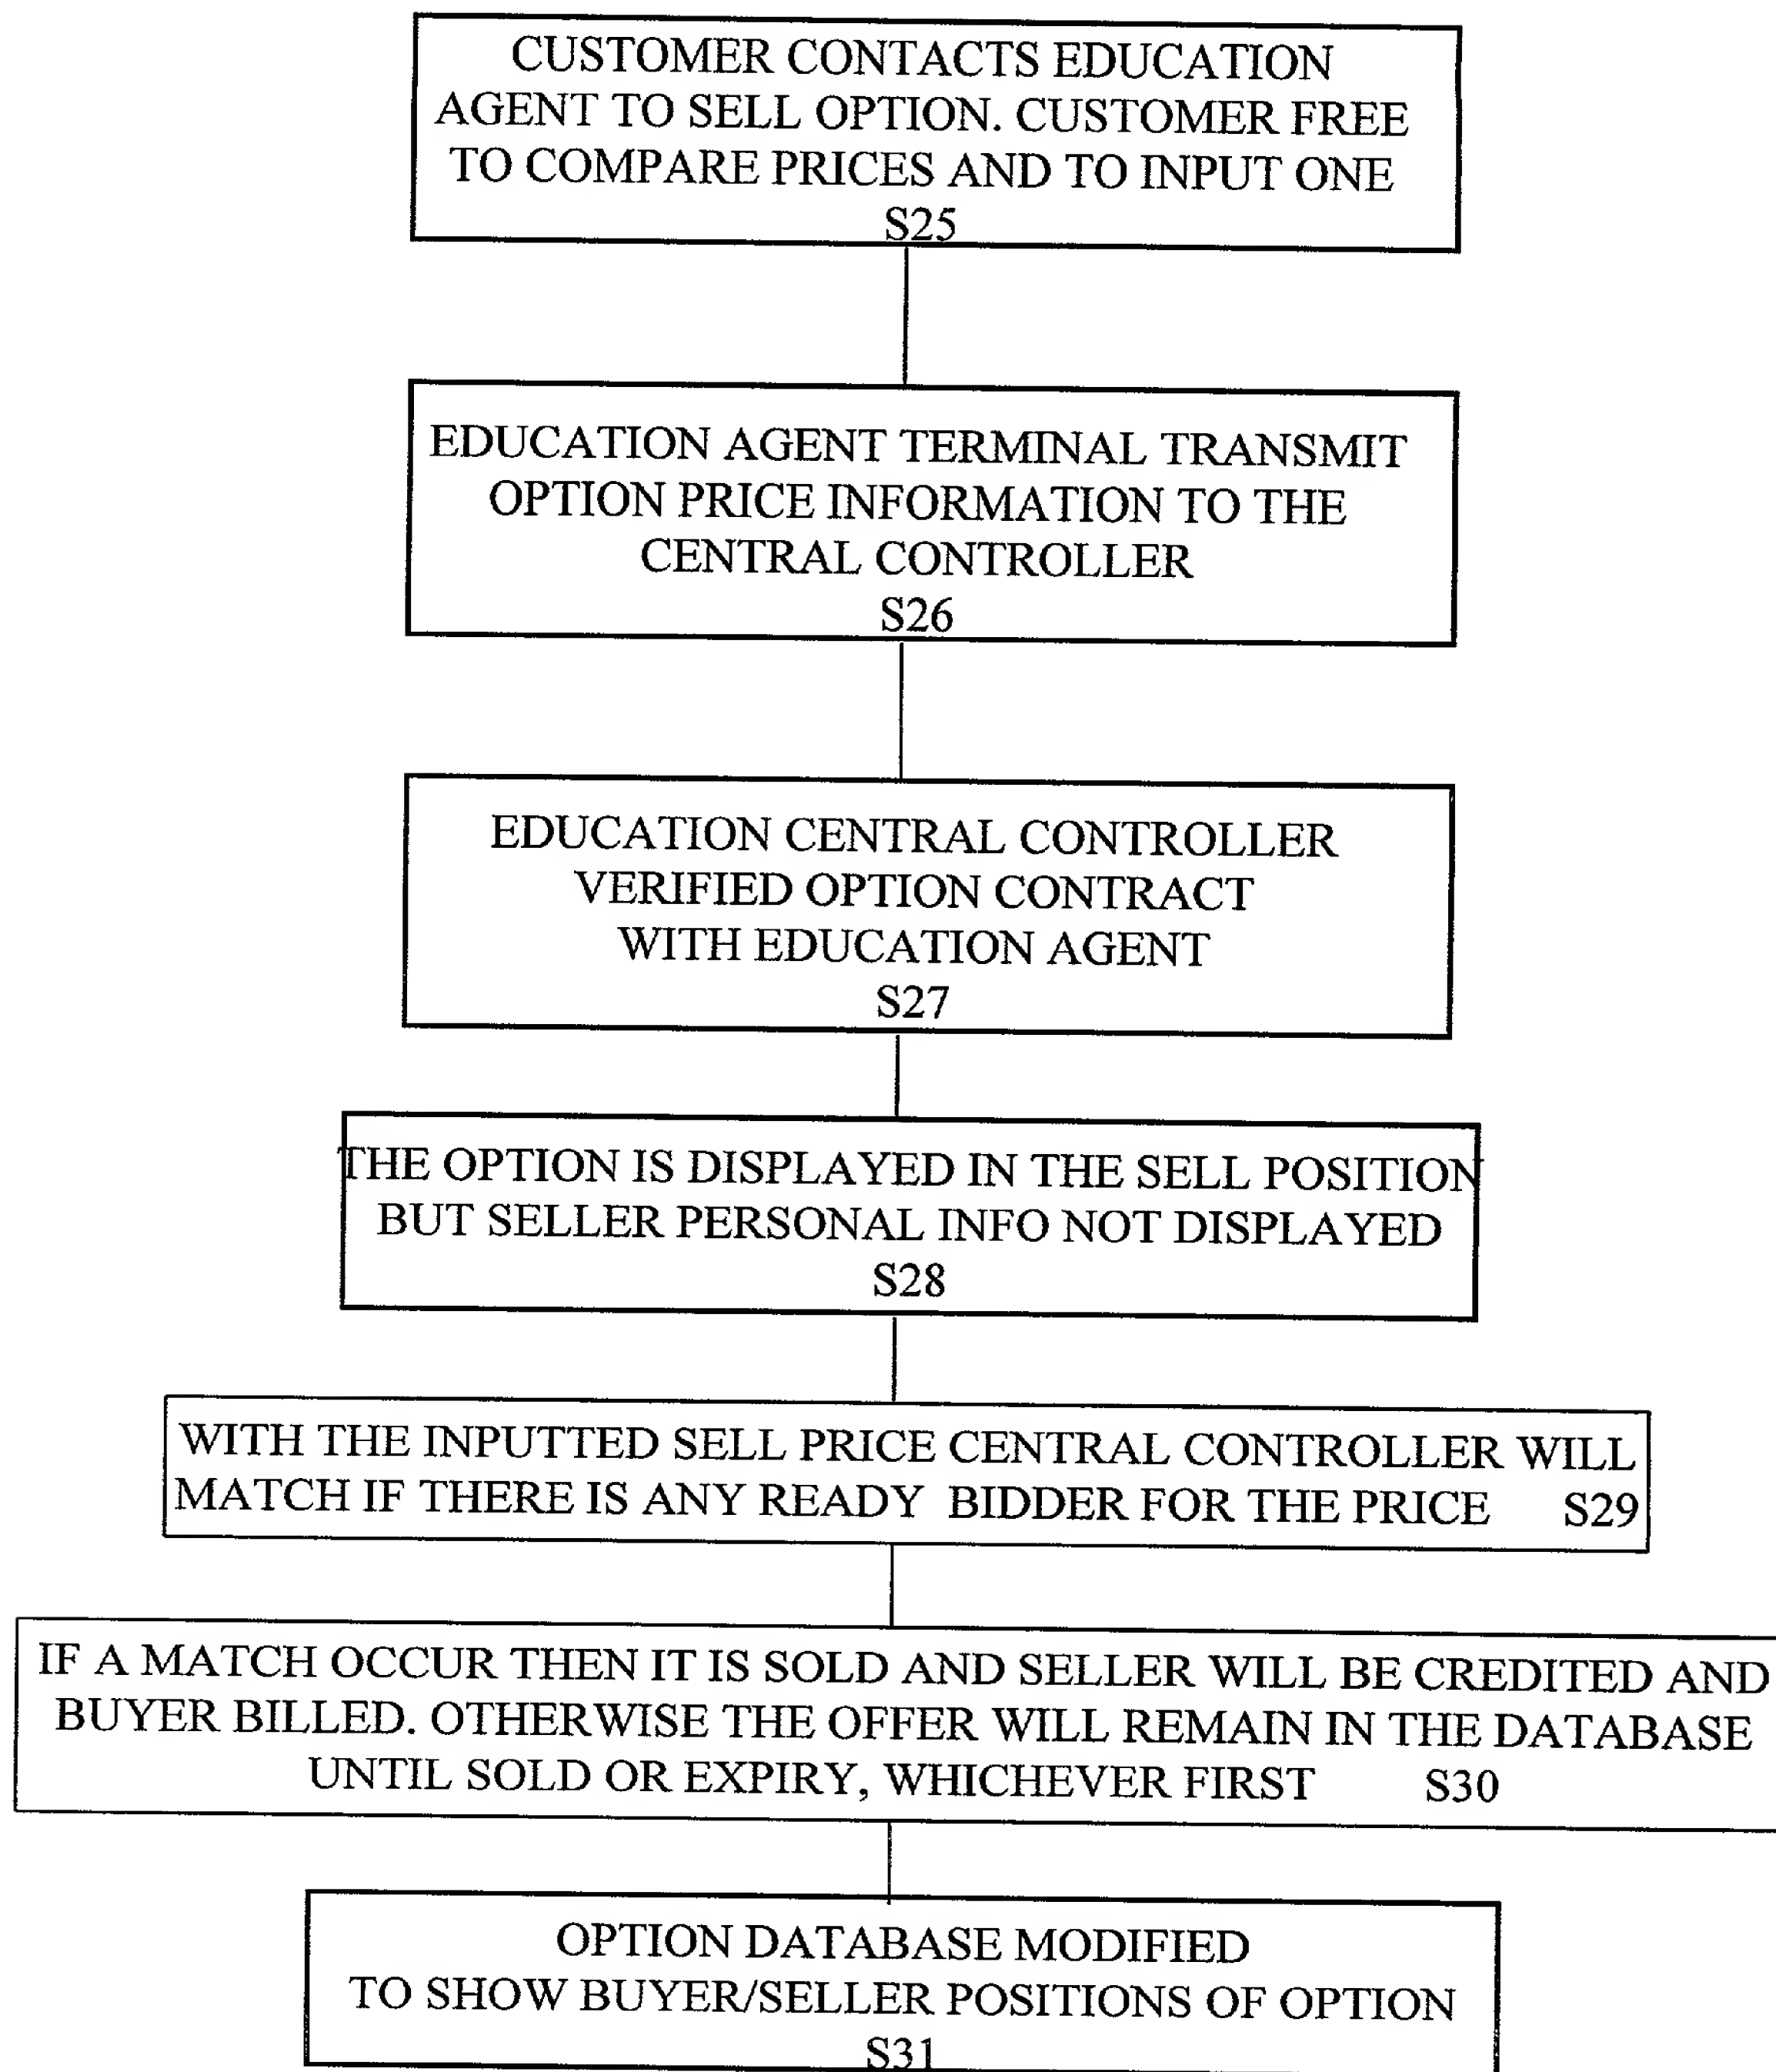 CUSTOMER CONTACTS EDUCATION
AGENT TO SELL OPTION. CUSTOMER FREE
TO COMPARE PRICES AND TO INPUT ONE
S25
EDUCATION AGENT TERMINAL TRANSMIT
OPTION PRICE INFORMATION TO THE
CENTRAL CONTROLLER
S26
EDUCATION CENTRAL CONTROLLER
VERIFIED OPTION CONTRACT
WITH EDUCATION AGENT
S27
THE OPTION IS DISPLAYED IN THE SELL POSITION
BUT SELLER PERSONAL INFO NOT DISPLAYED
S28
WITH THE INPUTTED SELL PRICE CENTRAL CONTROLLER WILL
MATCH IF THERE IS ANY READY BIDDER FOR THE PRICE S29
IF A MATCH OCCUR THEN IT IS SOLD AND SELLER WILL BE CREDITED AND
BUYER BILLED. OTHERWISE THE OFFER WILL REMAIN IN THE DATABASE
UNTIL SOLD OR EXPIRY, WHICHEVER FIRST S30
OPTION DATABASE MODIFIED
TO SHOW BUYER/SELLER POSITIONS OF OPTION
S31